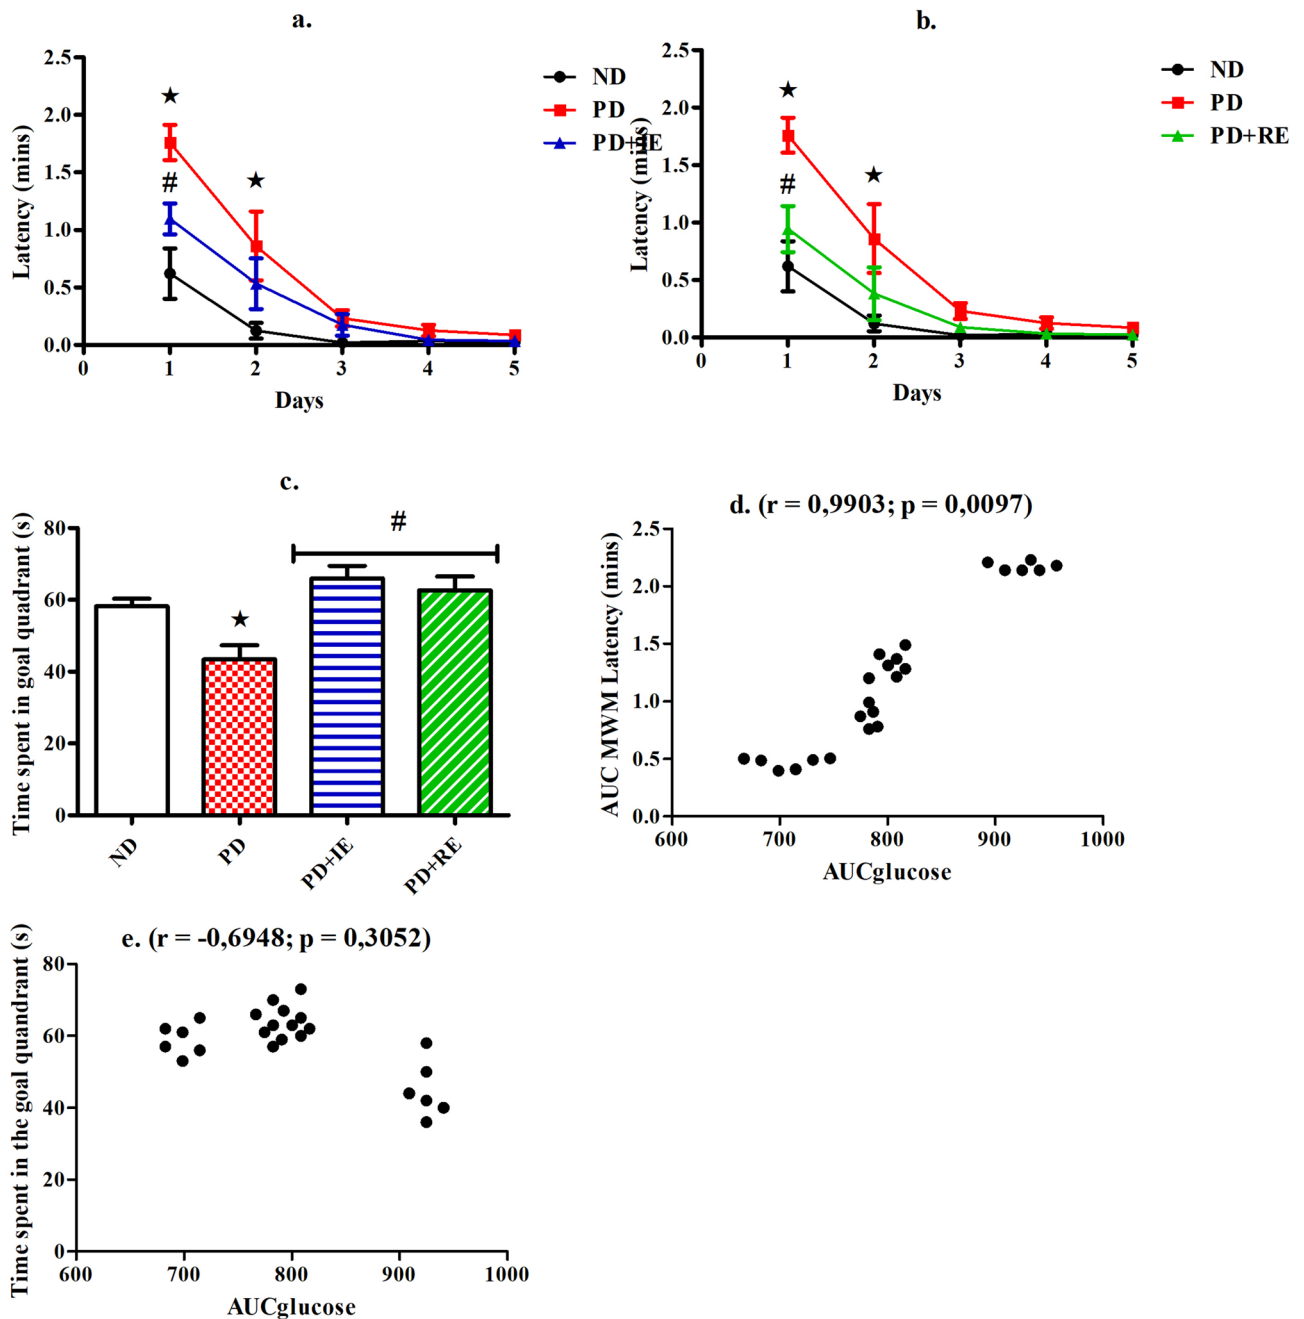 a.
Latency (mins)
2.5
2.0
1.5
1.0
0.5
0.0
★
★
#
0
1
2
3
4
5
Days
ND
PD
PD+IE
b.
Latency (mins)
2.5
2.0
1.5
1.0
0.5
0.0
★
★
#
0
1
2
3
4
5
Days
ND
PD
PD+RE
c.
Time spent in goal quadrant (s)
80
60
40
20
0
#
★
ND
PD
PD+IE
PD+RE
d. (r = 0,9903; p = 0,0097)
AUC MWM Latency (mins)
2.5
2.0
1.5
1.0
0.5
0.0
600
700
800
900
1000
AUCglucose
e. (r = -0,6948; p = 0,3052)
Time spent in the goal quandrant (s)
80
60
40
20
0
600
700
800
900
1000
AUCglucose